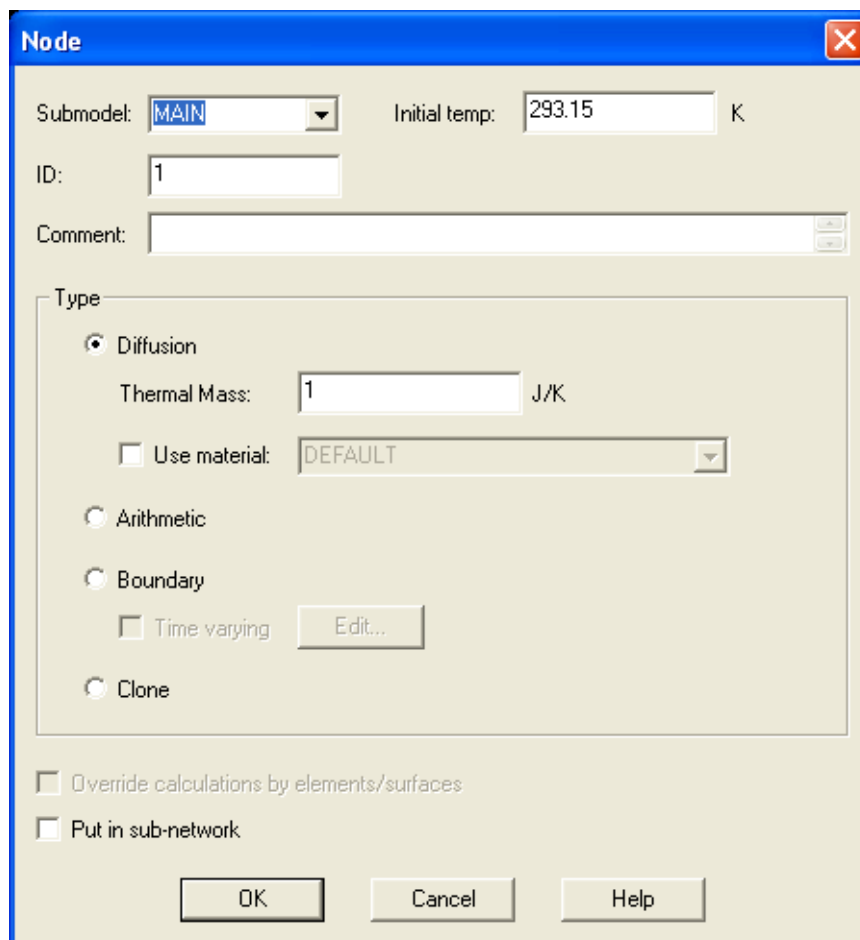 Node
Submodel: MAIN Initial temp: 293.15 K
ID: 1
Comment:
Type
Diffusion
Thermal Mass: 1 J/K
Use material: DEFAULT
Arithmetic
Boundary
Time varying Edit...
Clone
Override calculations by elements/surfaces
Put in sub-network
OK Cancel Help